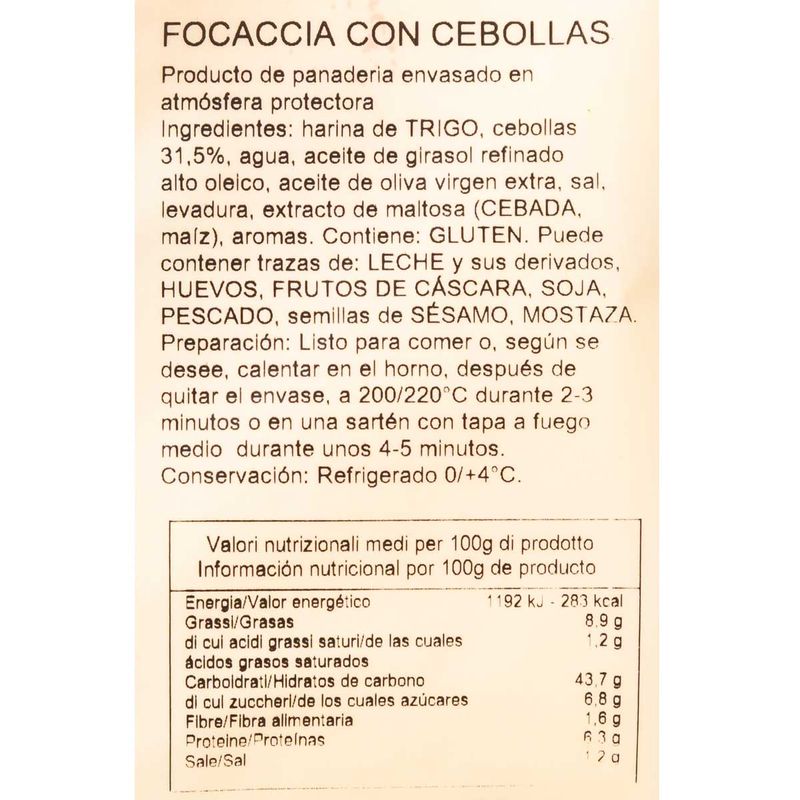 FOCACCIA CON CEBOLLAS
Producto de panaderia envasado en
atmósfera protectora
Ingredientes: harina de TRIGO, cebollas
31,5%, agua, aceite de girasol refinado
alto oleico, aceite de oliva virgen extra, sal,
levadura, extracto de maltosa (CEBADA,
maíz), aromas. Contiene: GLUTEN. Puede
contener trazas de: LECHE y sus derivados,
HUEVOS, FRUTOS DE CÁSCARA, SOJA,
PESCADO, semillas de SÉSAMO, MOSTAZA.
Preparación: Listo para comer o, según se
desee, calentar en el horno, después de
quitar el envase, a 200/220°C durante 2-3
minutos o en una sartén con tapa a fuego
medio durante unos 4-5 minutos.
Conservación: Refrigerado 0/+4°C.
Valori nutrizionali medi per 100g di prodotto
Información nutricional por 100g de producto
Energia/Valor energético 1192 kJ - 283 kcal
Grassi/Grasas 8,9 g
di cui acidi grassi saturi/de las cuales 1,2 g
ácidos grasos saturados
Carboidrati/Hidratos de carbono 43,7 g
di cui zuccheri/de los cuales azúcares 6,8 g
Fibre/Fibra alimentaria 1,6 g
Proteine/Proteínas 6,3 g
Sale/Sal 1,2 g